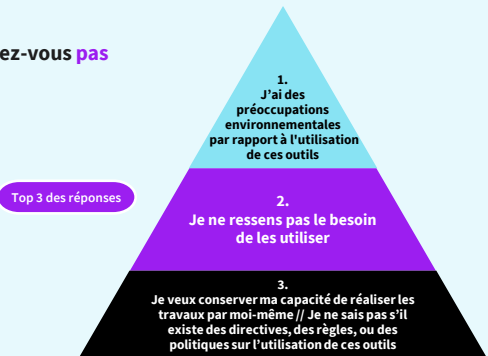 ez-vous pas
1.
J'ai des
préoccupations
environnementales
par rapport à l'utilisation
de ces outils
Top 3 des réponses
2.
Je ne ressens pas le besoin
de les utiliser
3.
Je veux conserver ma capacité de réaliser les
travaux par moi-même // Je ne sais pas s'il
existe des directives, des règles, ou des
politiques sur l'utilisation de ces outils